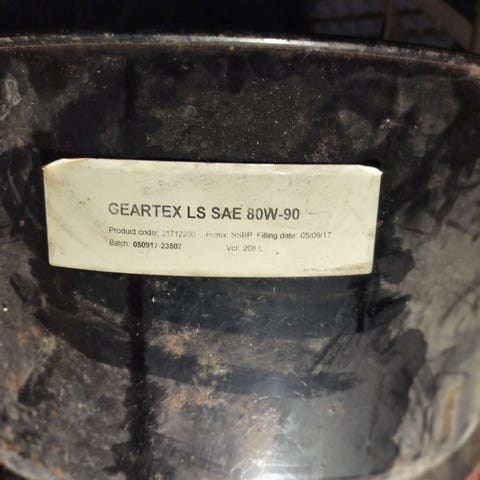 GEARTEX LS SAE 80W-90
Product code: 31712200 Prefix: SSBP Filling date: 05/09/17
Batch: 050917-23507 Vol: 208 L